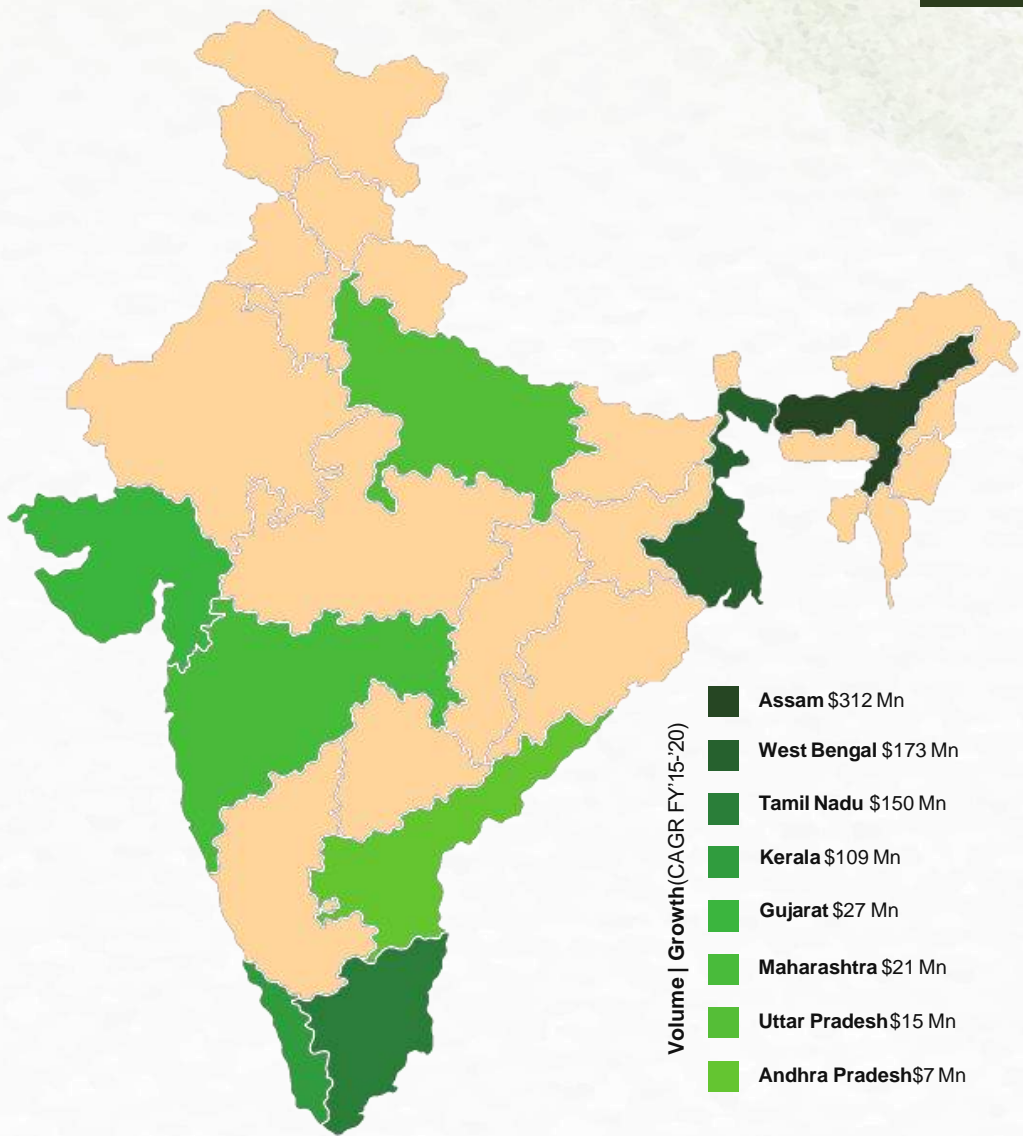 Volume | Growth(CAGR FY'15-'20)
Assam $312 Mn
West Bengal $173 Mn
Tamil Nadu $150 Mn
Kerala $109 Mn
Gujarat $27 Mn
Maharashtra $21 Mn
Uttar Pradesh$15 Mn
Andhra Pradesh$7 Mn